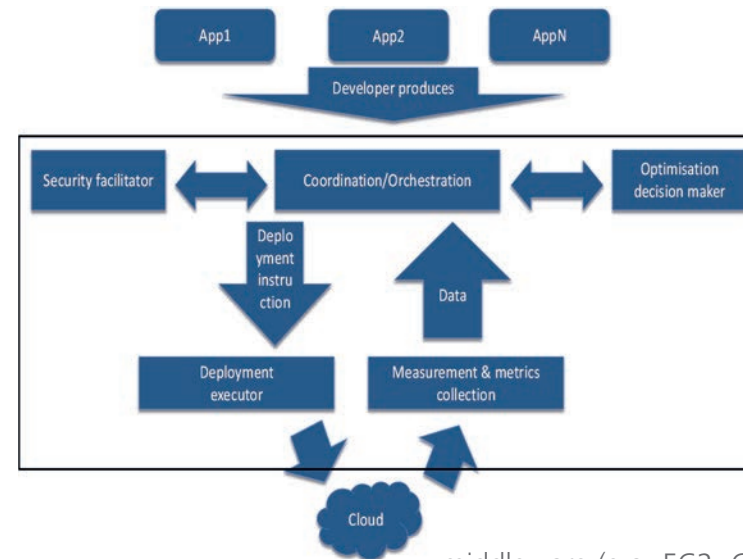 App1
App2
AppN
Developer produces
Security facilitator
Coordination/Orchestration
Optimisation
decision maker
Deplo
yment
instru
ction
Data
Deployment
executor
Measurement & metrics
collection
Cloud